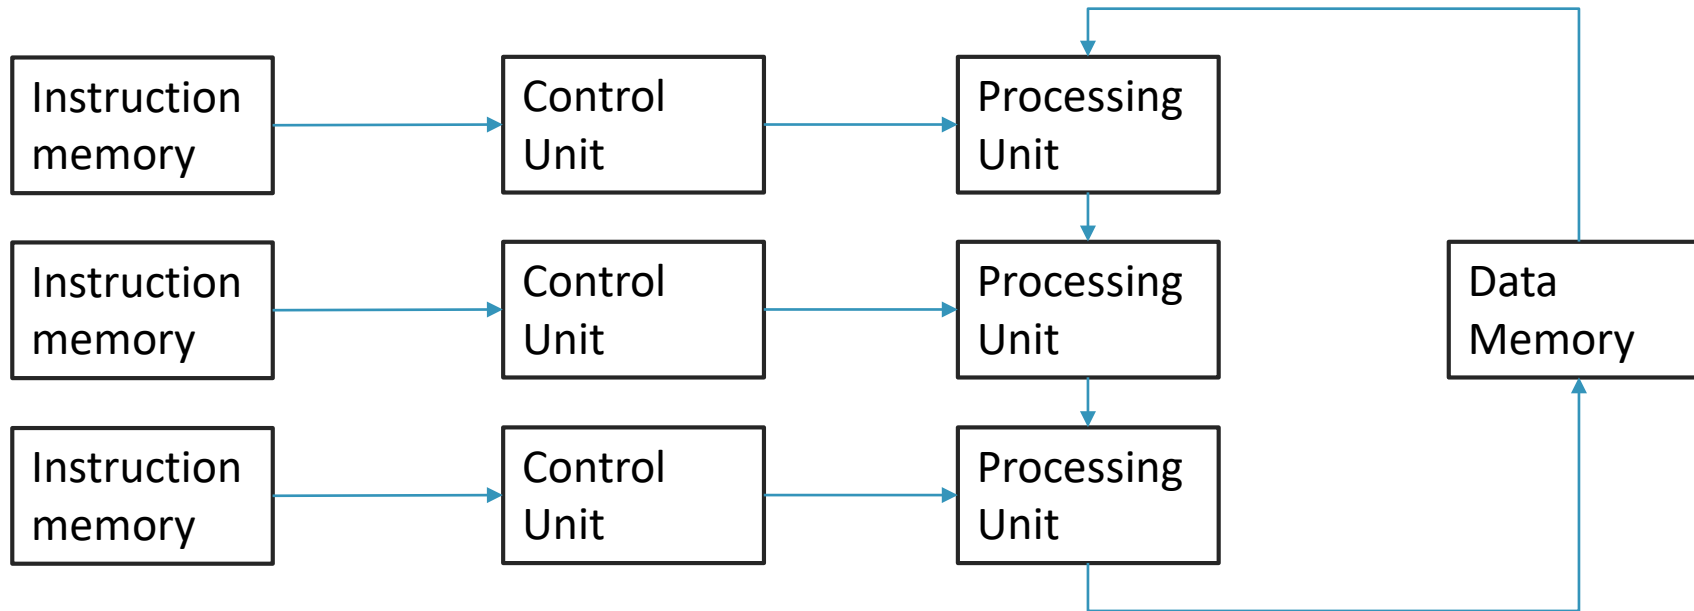 Instruction
memory
Control
Unit
Processing
Unit
Instruction
memory
Control
Unit
Processing
Unit
Data
Memory
Instruction
memory
Control
Unit
Processing
Unit